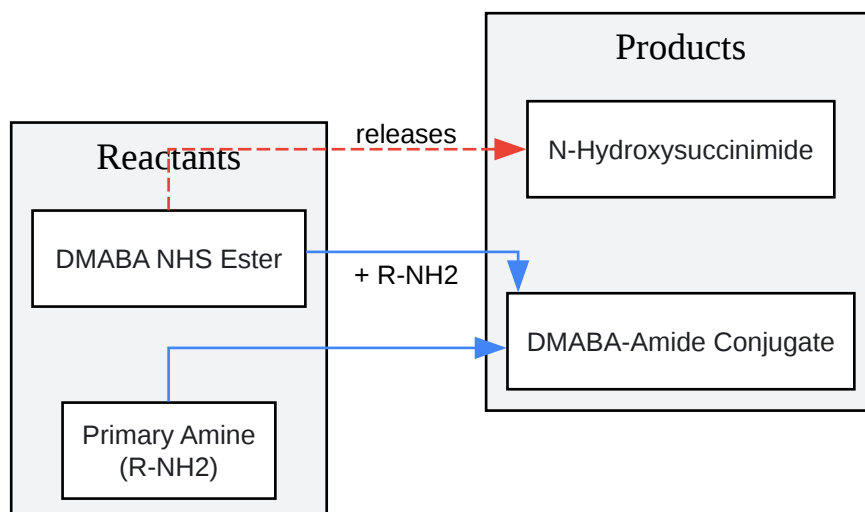 Products
releases
N-Hydroxysuccinimide
Reactants
DMABA NHS Ester
+ R-NH2
DMABA-Amide Conjugate
Primary Amine
(R-NH2)